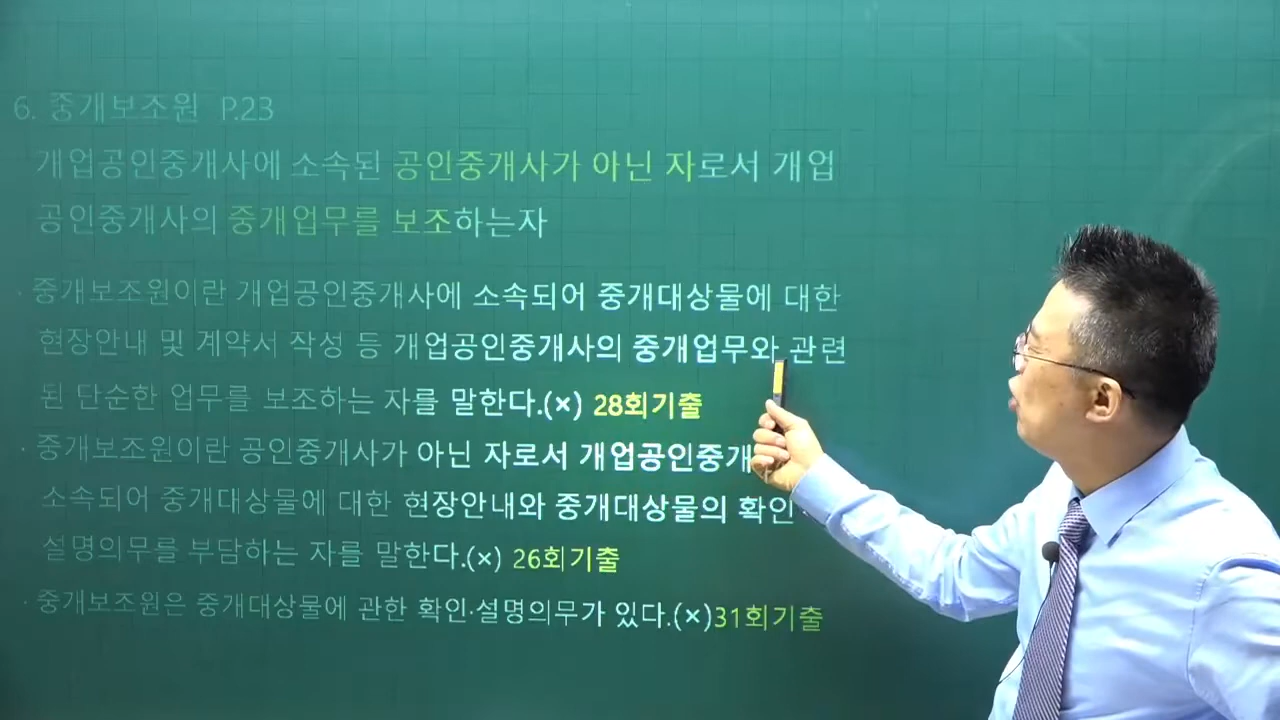 6. 중개보조원 P.23
개업공인중개사에 소속된 공인중개사가 아닌 자로서 개업
공인중개사의 중개업무를 보조하는자
· 중개보조원이란 개업공인중개사에 소속되어 중개대상물에 대한
현장안내 및 계약서 작성 등 개업공인중개사의 중개업무와 관련
된 단순한 업무를 보조하는 자를 말한다.(×) 28회기출
· 중개보조원이란 공인중개사가 아닌 자로서 개업공인중개
소속되어 중개대상물에 대한 현장안내와 중개대상물의 확인
설명의무를 부담하는 자를 말한다.(×) 26회기출
· 중개보조원은 중개대상물에 관한 확인·설명의무가 있다.(×)31회기출